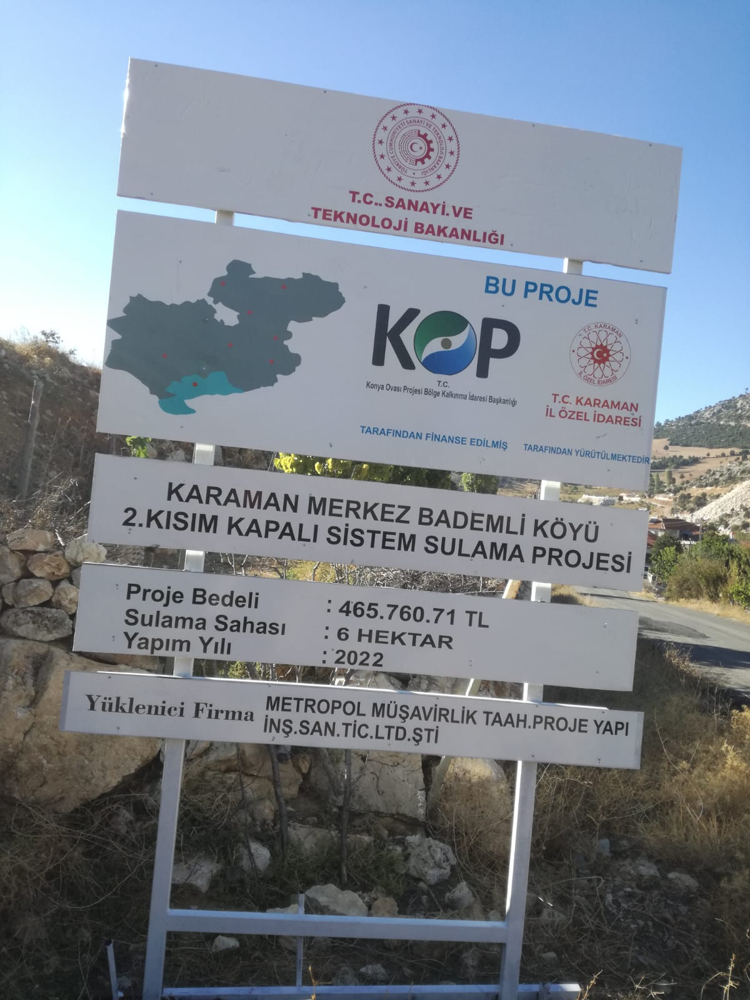 TÜRKİYE CUMHURİYETİ SANAYİ VE TEKNOLOJİ BAKANLIĞI
T.C..SANAYİ.VE
TEKNOLOJİ BAKANLIĞI
BU PROJE
KOP
T.C.
Konya Ovası Projesi Bölge Kalkınma İdaresi Başkanlığı
TARAFINDAN FİNANSE EDİLMİŞ
T.C. KARAMAN
İL ÖZEL İDARESİ
T.C. KARAMAN
İL ÖZEL İDARESİ
TARAFINDAN YÜRÜTÜLMEKTEDİR
KARAMAN MERKEZ BADEMLİ KÖYÜ
2.KISIM KAPALI SİSTEM SULAMA PROJESİ
Proje Bedeli : 465.760.71 TL
Sulama Sahası : 6 HEKTAR
Yapım Yılı : 2022
Yüklenici Firma METROPOL MÜŞAVİRLİK TAAH.PROJE YAPI
İNŞ.SAN.TİC.LTD.ŞTİ